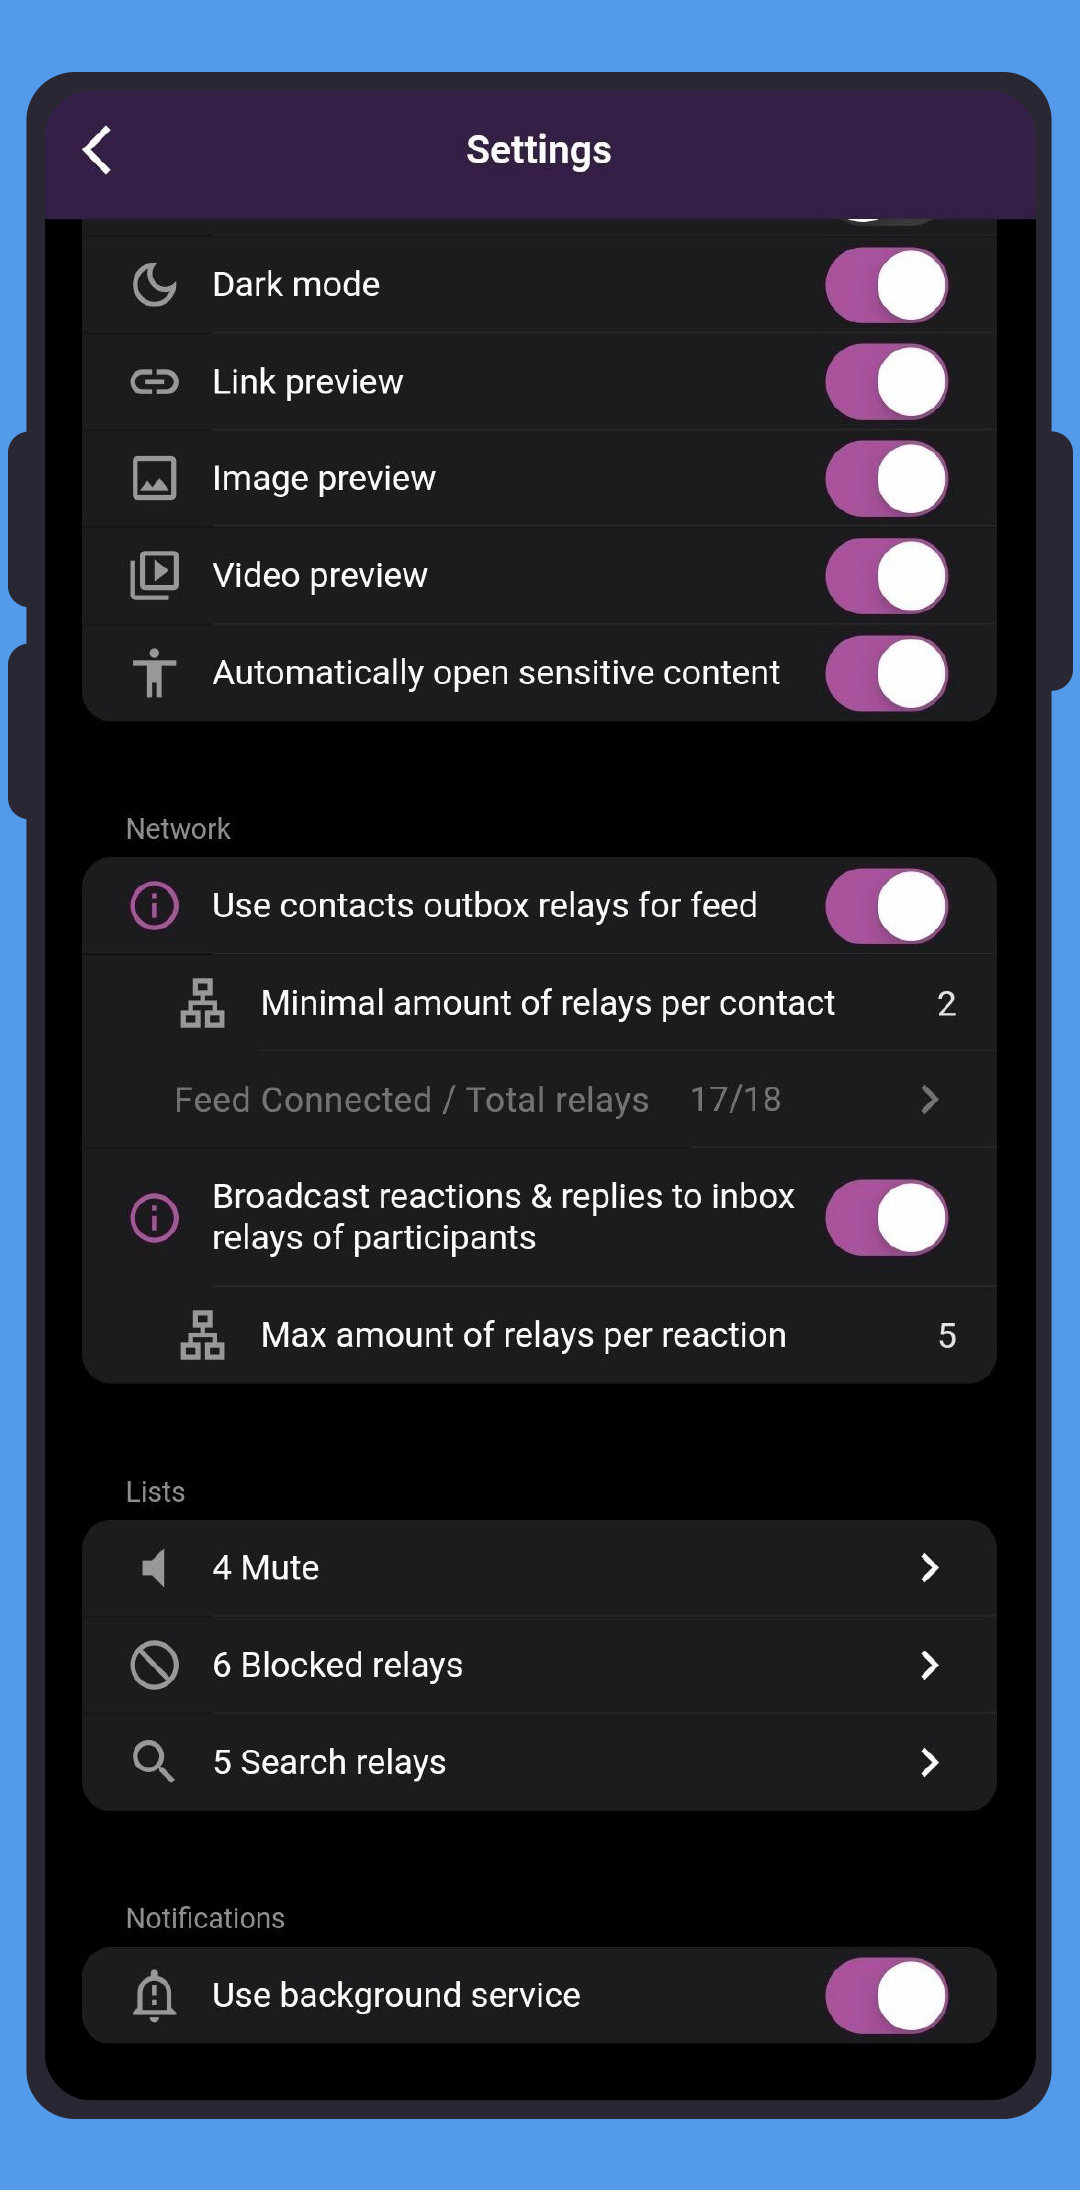 Settings
Dark mode
Link preview
Image preview
Video preview
Automatically open sensitive content
Network
Use contacts outbox relays for feed
Minimal amount of relays per contact 2
Feed Connected / Total relays 17/18
Broadcast reactions & replies to inbox
relays of participants
Max amount of relays per reaction 5
Lists
4 Mute
6 Blocked relays
5 Search relays
Notifications
Use background service